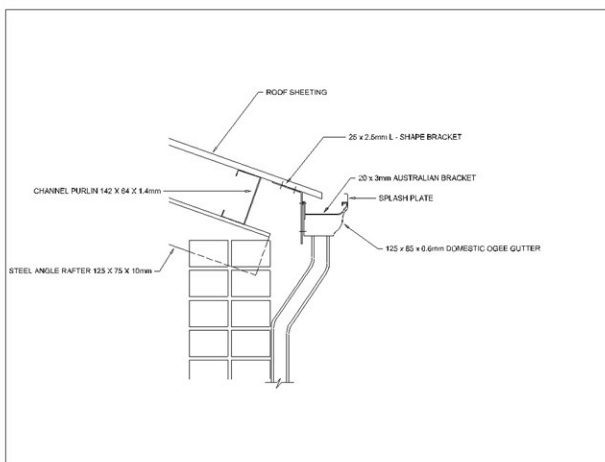 ROOF SHEETING
25 x 2.5mm L - SHAPE BRACKET
20 x 3mm AUSTRALIAN BRACKET
CHANNEL PURLIN 142 X 64 X 1.4mm
SPLASH PLATE
125 x 85 x 0.6mm DOMESTIC OGEE GUTTER
STEEL ANGLE RAFTER 125 X 75 X 10mm